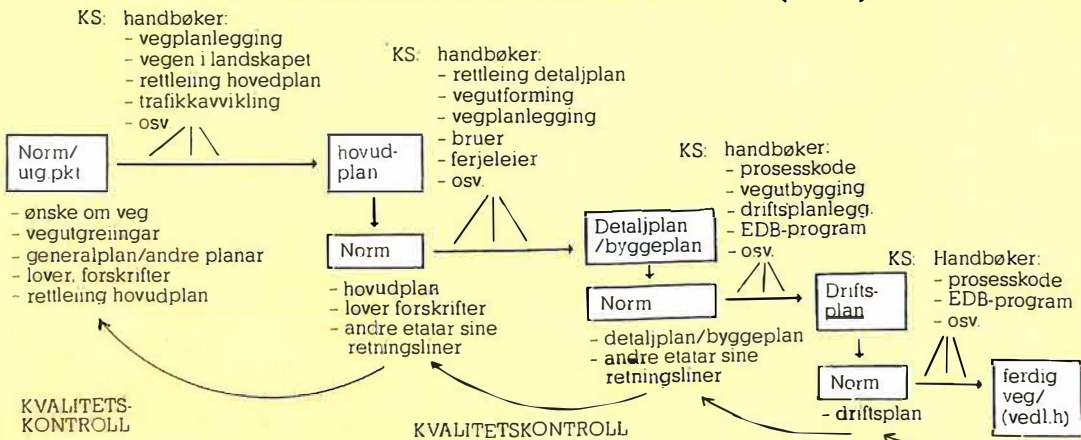 KS: handbøker:
- vegplanlegging
- vegen i landskapet
- rettleiing hovedplan
- trafikkavvikling
- osv
Norm/
utg.pkt
- ønske om veg
- vegutgreiingar
- generalplan/andre planar
- lover, forskrifter
- rettleiing hovudplan
hovud-
plan
Norm
- hovudplan
- lover forskrifter
- andre etatar sine
retningsliner
KS: handbøker:
- rettleing detaljplan
- vegutforming
- vegplanlegging
- bruer
- ferjeleier
- osv.
Detaljplan
/byggeplan
Norm
- detaljplan/byggeplan
- andre etatar sine
retningsliner
KS: handbøker:
- prosesskode
- vegutbygging
- driftsplanlegg.
- EDB-program
- osv.
Drifts-
plan
Norm
- driftsplan
KS: Handbøker:
- prosesskode
- EDB-program
- osv.
ferdig
veg/
(vedl.h)
KVALITETS-
KONTROLL
KVALITETSKONTROLL